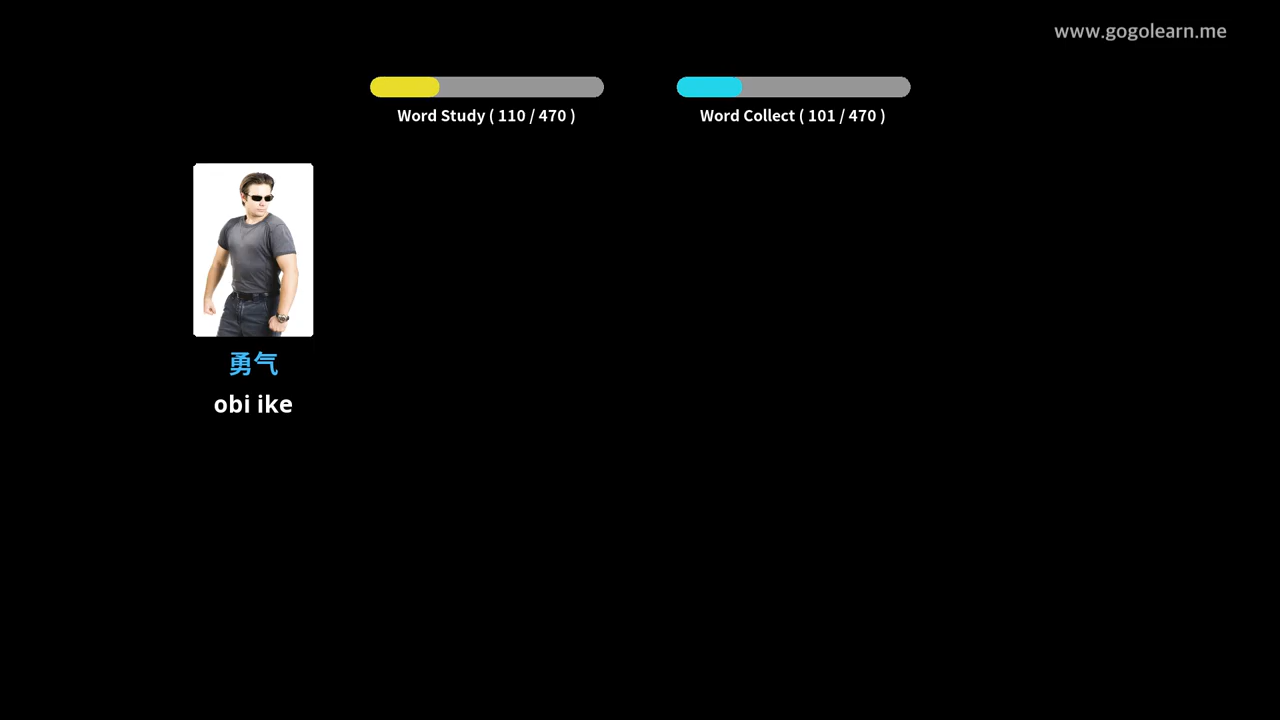 www.gogolearn.me
Word Study ( 110 / 470 )
Word Collect ( 101 / 470 )
勇气
obi ike